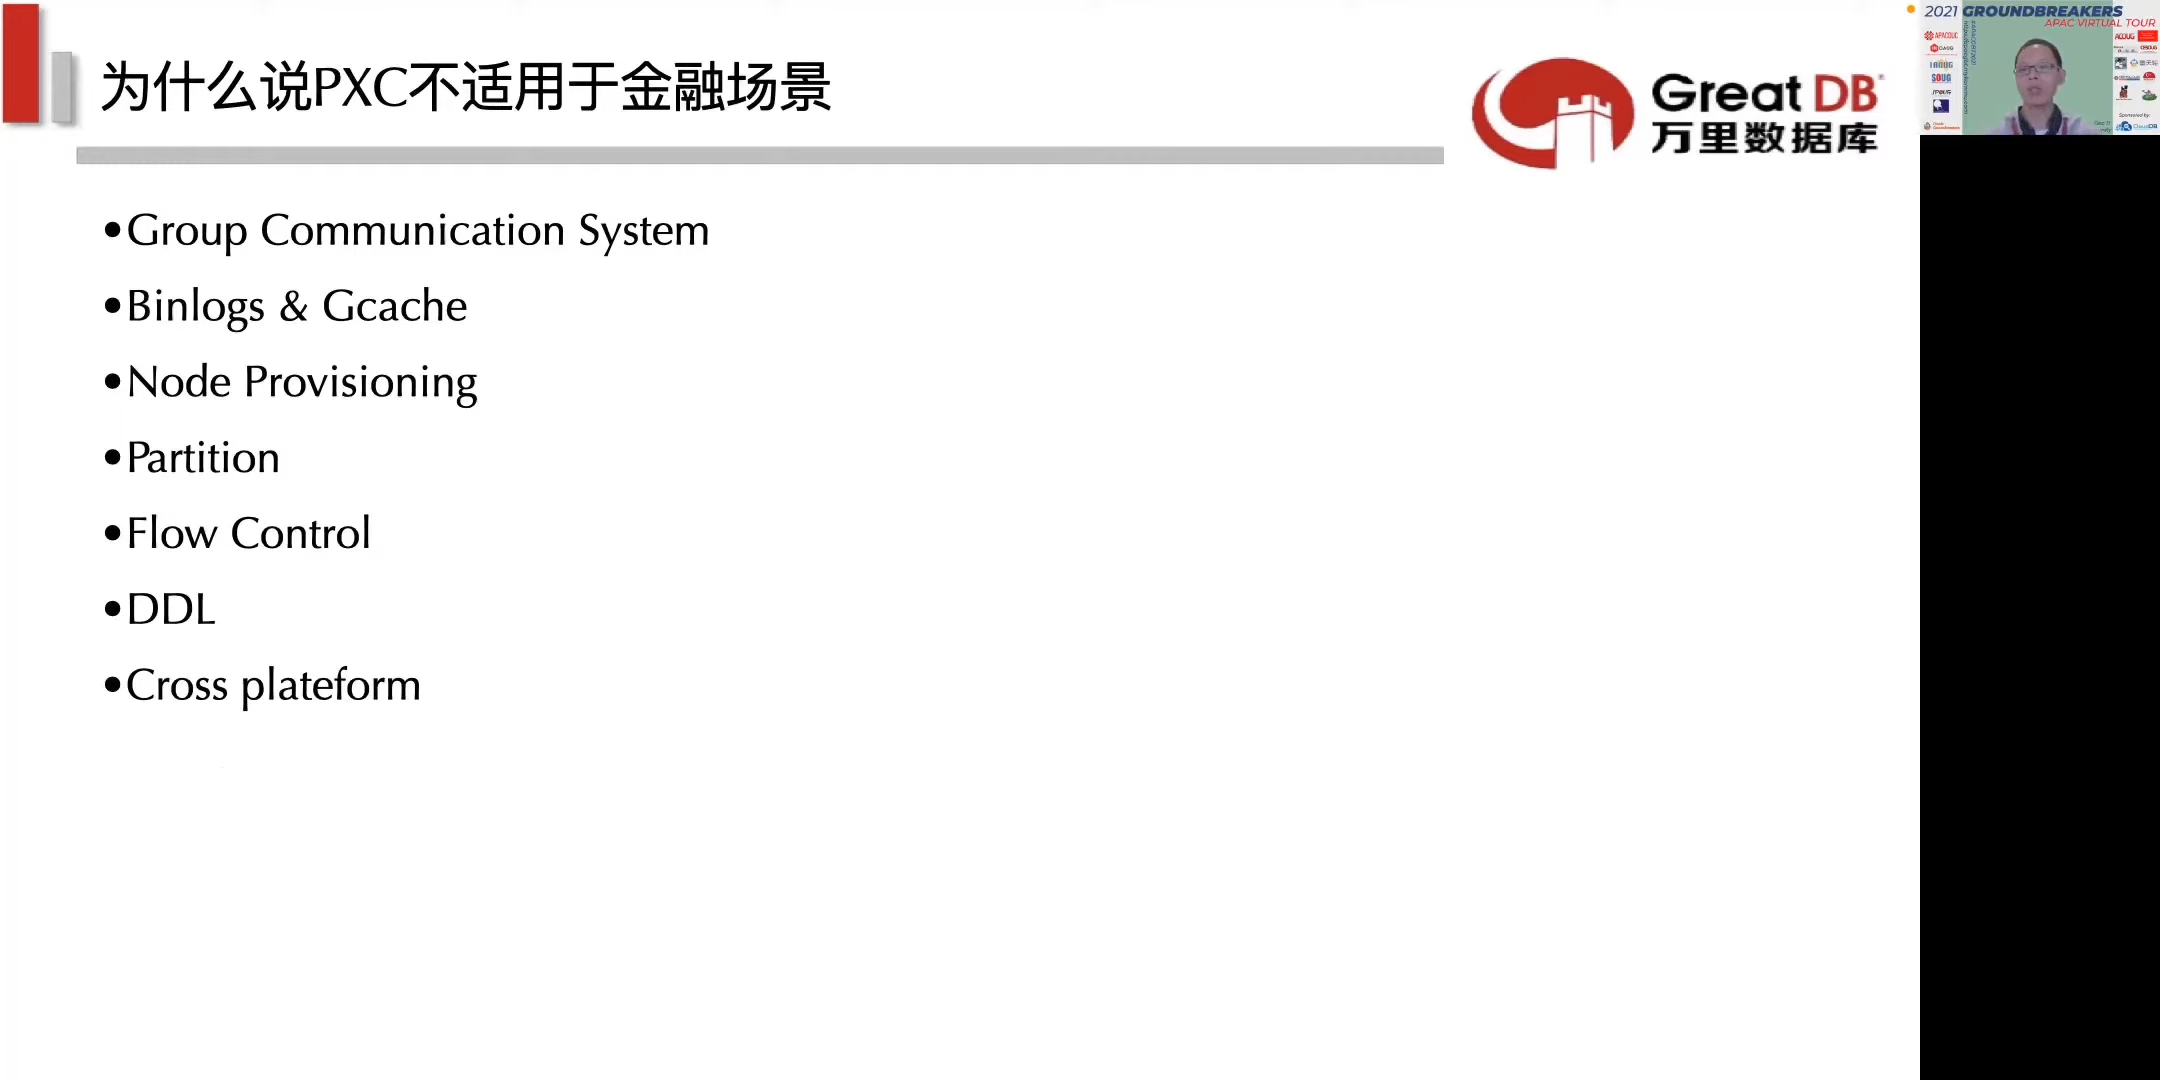 为什么说PXC不适用于金融场景
Great DB
万里数据库
•Group Communication System
•Binlogs & Gcache
•Node Provisioning
•Partition
•Flow Control
•DDL
•Cross plateform
2021 GROUNDBREAKERS
APAC VIRTUAL TOUR
Sponsored by: